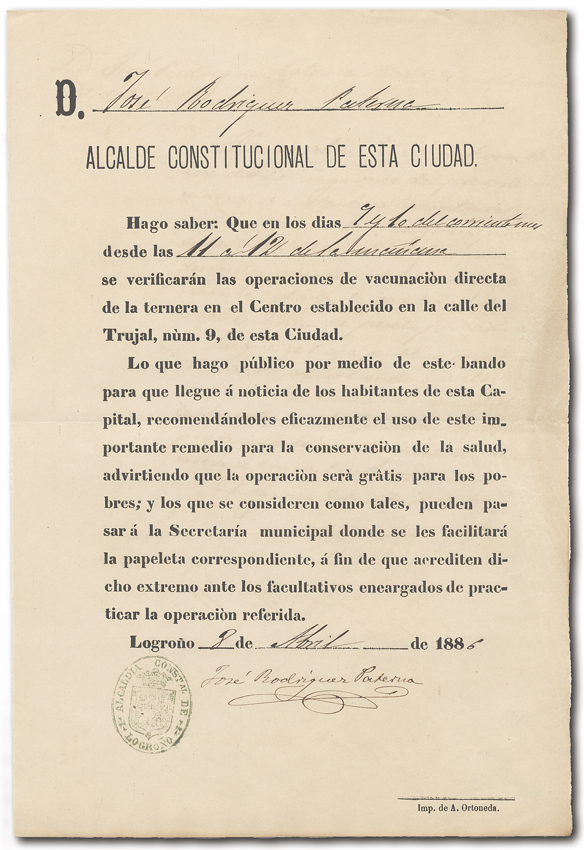 D. José Rodriguez Paterna
ALCALDE CONSTITUCIONAL DE ESTA CIUDAD.
Hago saber: Que en los dias 9 y 10 del corriente mes
desde las 11 á 12 de la mañana
se verificarán las operaciones de vacunaciòn directa
de la ternera en el Centro establecido en la calle del
Trujal, nùm. 9, de esta Ciudad.
Lo que hago público por medio de este bando
para que llegue á noticia de los habitantes de esta Ca-
pital, recomendándoles eficazmente el uso de este im-
portante remedio para la conservaciòn de la salud,
advirtiendo que la operaciòn serà grâtis para los po-
bres; y los que se consideren como tales, pueden pa-
sar á la Secretaría municipal donde se les facilitará
la papeleta correspondiente, á fin de que acrediten di-
cho extremo ante los facultativos encargados de prac-
ticar la operaciòn referida.
Logroño 8 de Abril de 1886
José Rodriguez Paterna
ALCALDIA CONSTAL DE LOGROÑO
Imp. de A. Ortoneda.